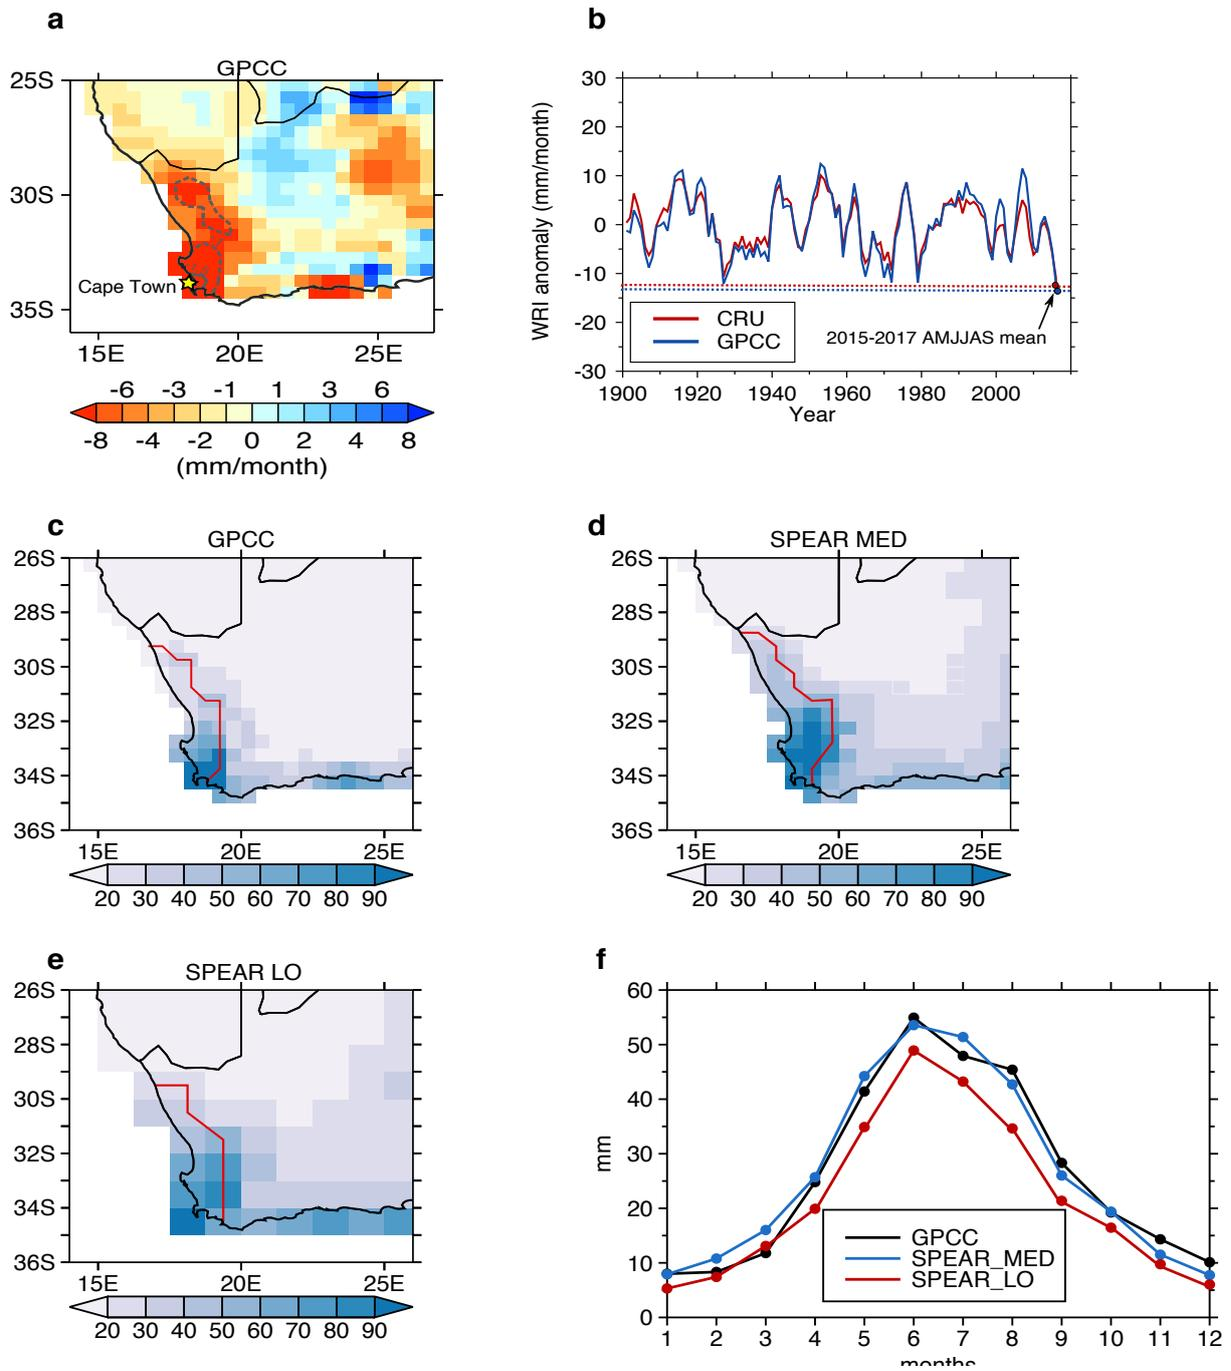 a
GPCC
25S
30S
35S
Cape Town
15E 20E 25E
-6 -3 -1 1 3 6
-8 -4 -2 0 2 4 8
(mm/month)
b
WRI anomaly (mm/month)
30
20
10
0
-10
-20
-30
CRU
GPCC
2015-2017 AMJJAS mean
1900 1920 1940 1960 1980 2000
Year
c
GPCC
26S
28S
30S
32S
34S
36S
15E 20E 25E
20 30 40 50 60 70 80 90
d
SPEAR MED
26S
28S
30S
32S
34S
36S
15E 20E 25E
20 30 40 50 60 70 80 90
e
SPEAR LO
26S
28S
30S
32S
34S
36S
15E 20E 25E
20 30 40 50 60 70 80 90
f
mm
60
50
40
30
20
10
0
GPCC
SPEAR_MED
SPEAR_LO
1 2 3 4 5 6 7 8 9 10 11 12
months